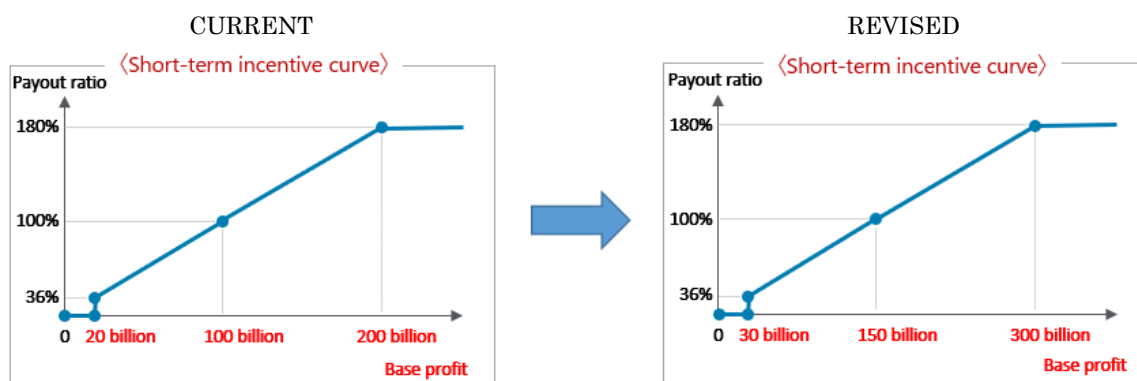 CURRENT
〈Short-term incentive curve〉
Payout ratio
180%
100%
36%
0 20 billion 100 billion 200 billion
Base profit
REVISED
〈Short-term incentive curve〉
Payout ratio
180%
100%
36%
0 30 billion 150 billion 300 billion
Base profit